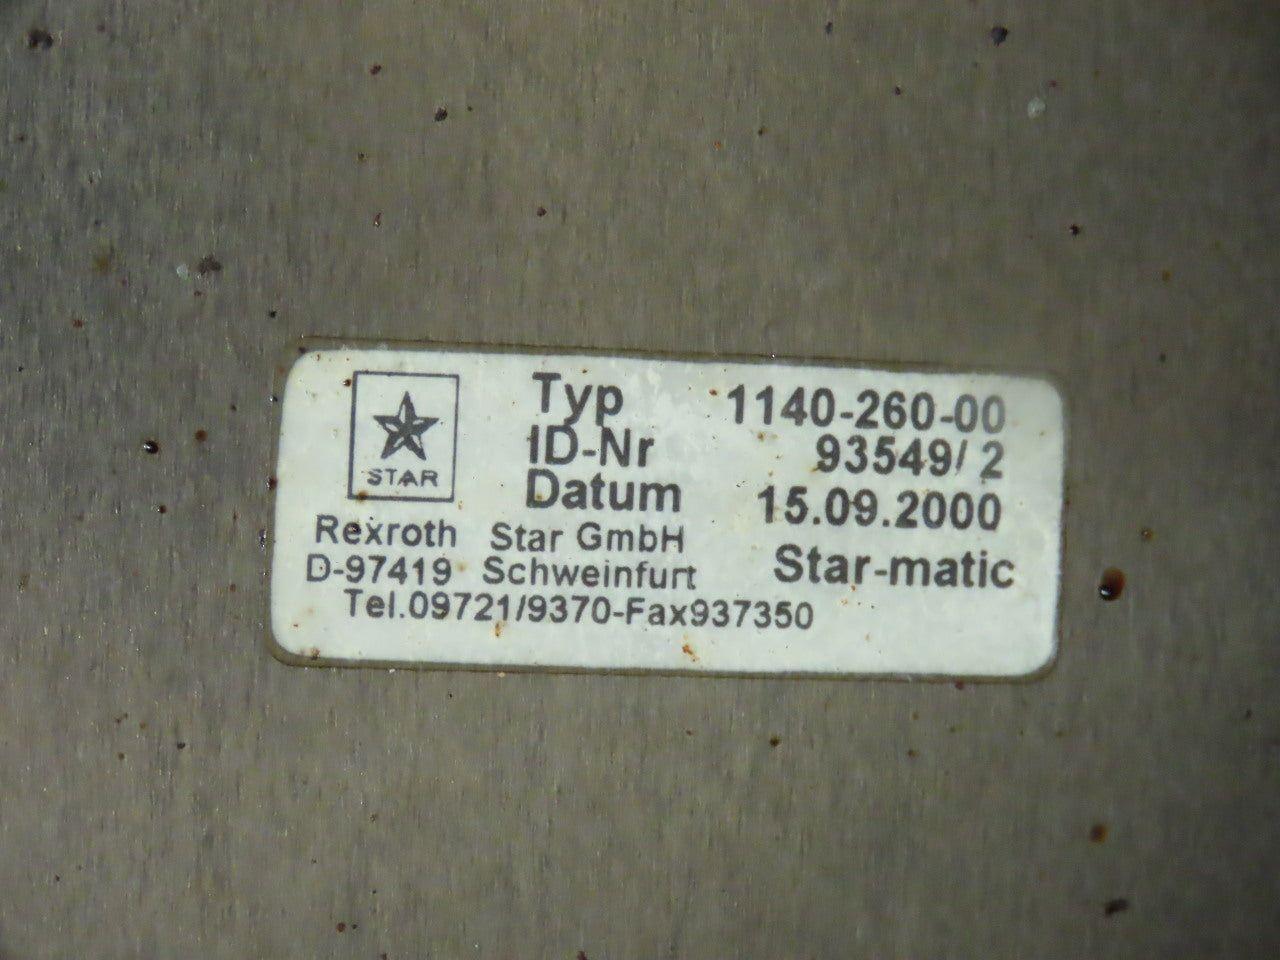 STAR
Typ 1140-260-00
ID-Nr 93549/ 2
Datum 15.09.2000
Rexroth Star GmbH
D-97419 Schweinfurt Star-matic
Tel.09721/9370-Fax937350